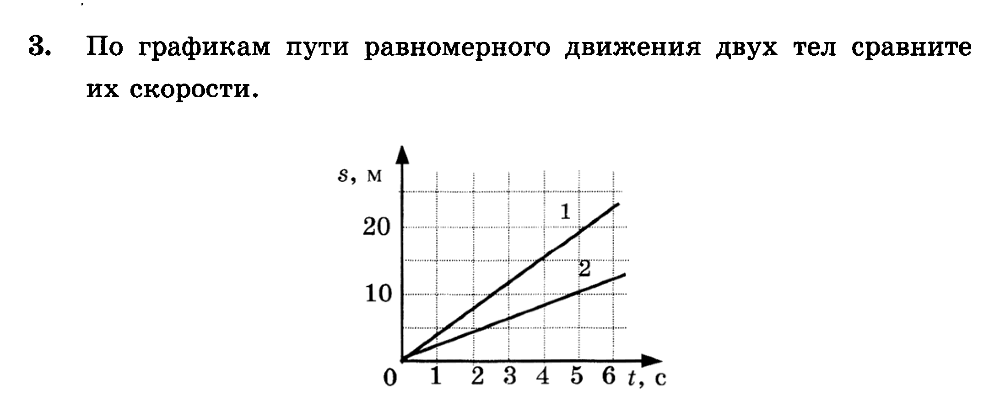 3. По графикам пути равномерного движения двух тел сравните
их скорости.
s, м
1
20
2
10
0 1 2 3 4 5 6 t, с